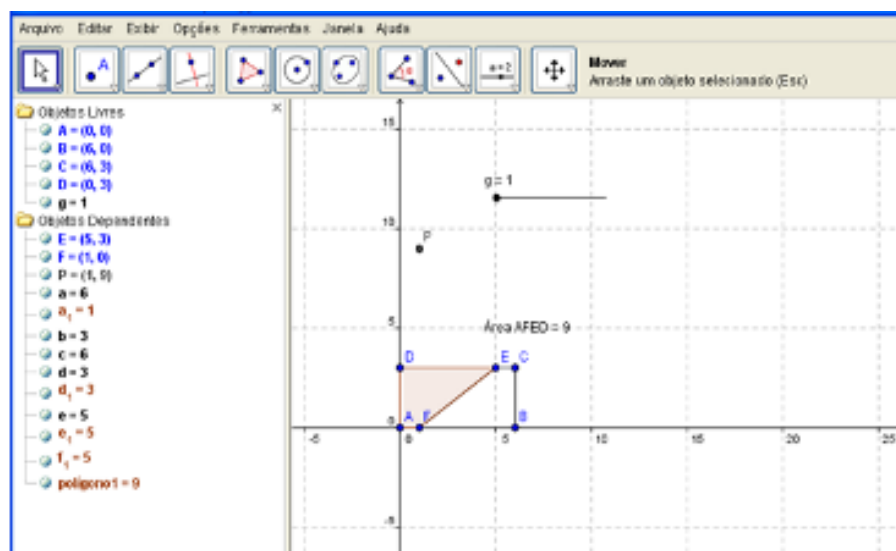 Arquivo Editar Exibir Opções Ferramentas Janela Ajuda
A
a=2
Mover
Arraste um objeto selecionado (Esc)
Objetos Livres
A = (0, 0)
B = (6, 0)
C = (6, 3)
D = (0, 3)
g = 1
Objetos Dependentes
E = (5, 3)
F = (1, 0)
P = (1, 9)
a = 6
a₁ = 1
b = 3
c = 6
d = 3
d₁ = 3
e = 5
e₁ = 5
f₁ = 5
polígono1 = 9
15
g = 1
10
P
5
Área AFED = 9
D E C
A F B
-5 0 5 10 15 20 25
-5